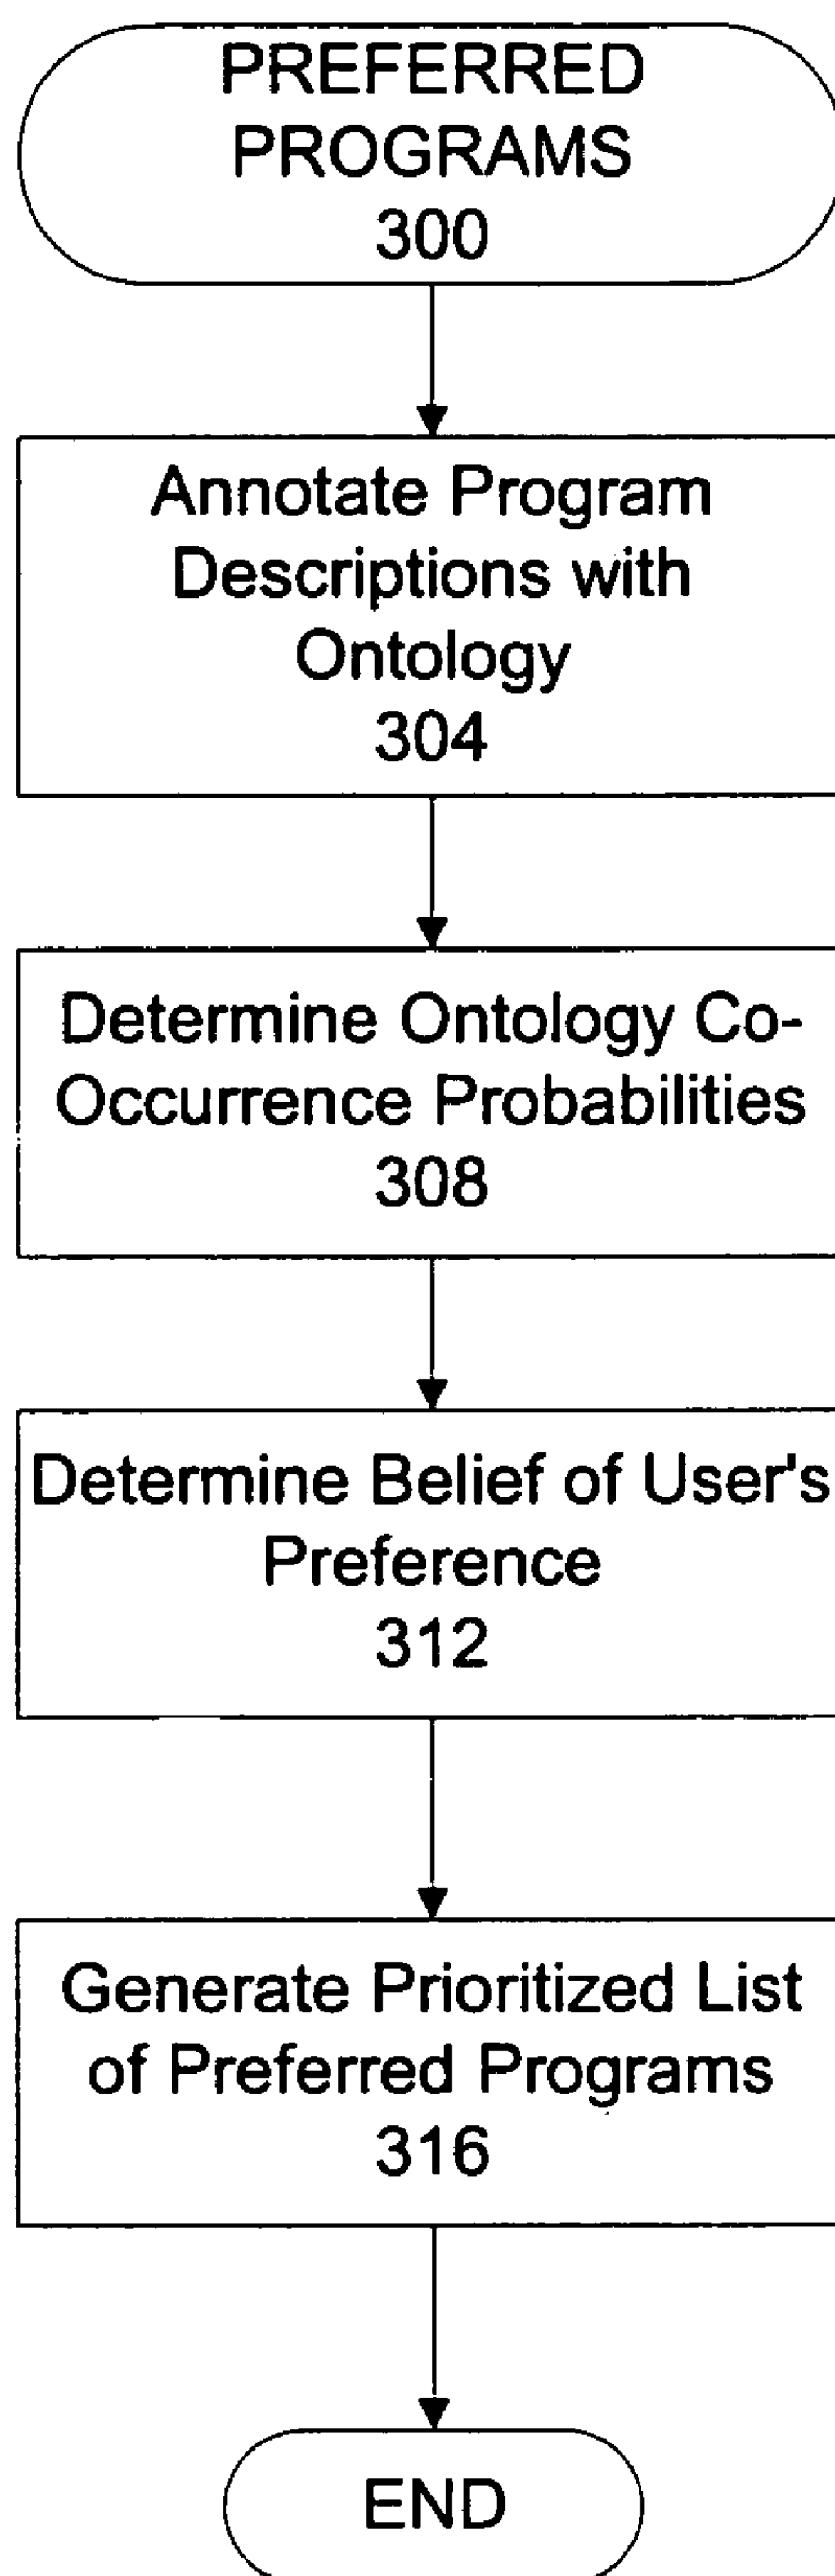 PREFERRED
PROGRAMS
300
Annotate Program
Descriptions with
Ontology
304
Determine Ontology Co-
Occurrence Probabilities
308
Determine Belief of User's
Preference
312
Generate Prioritized List
of Preferred Programs
316
END